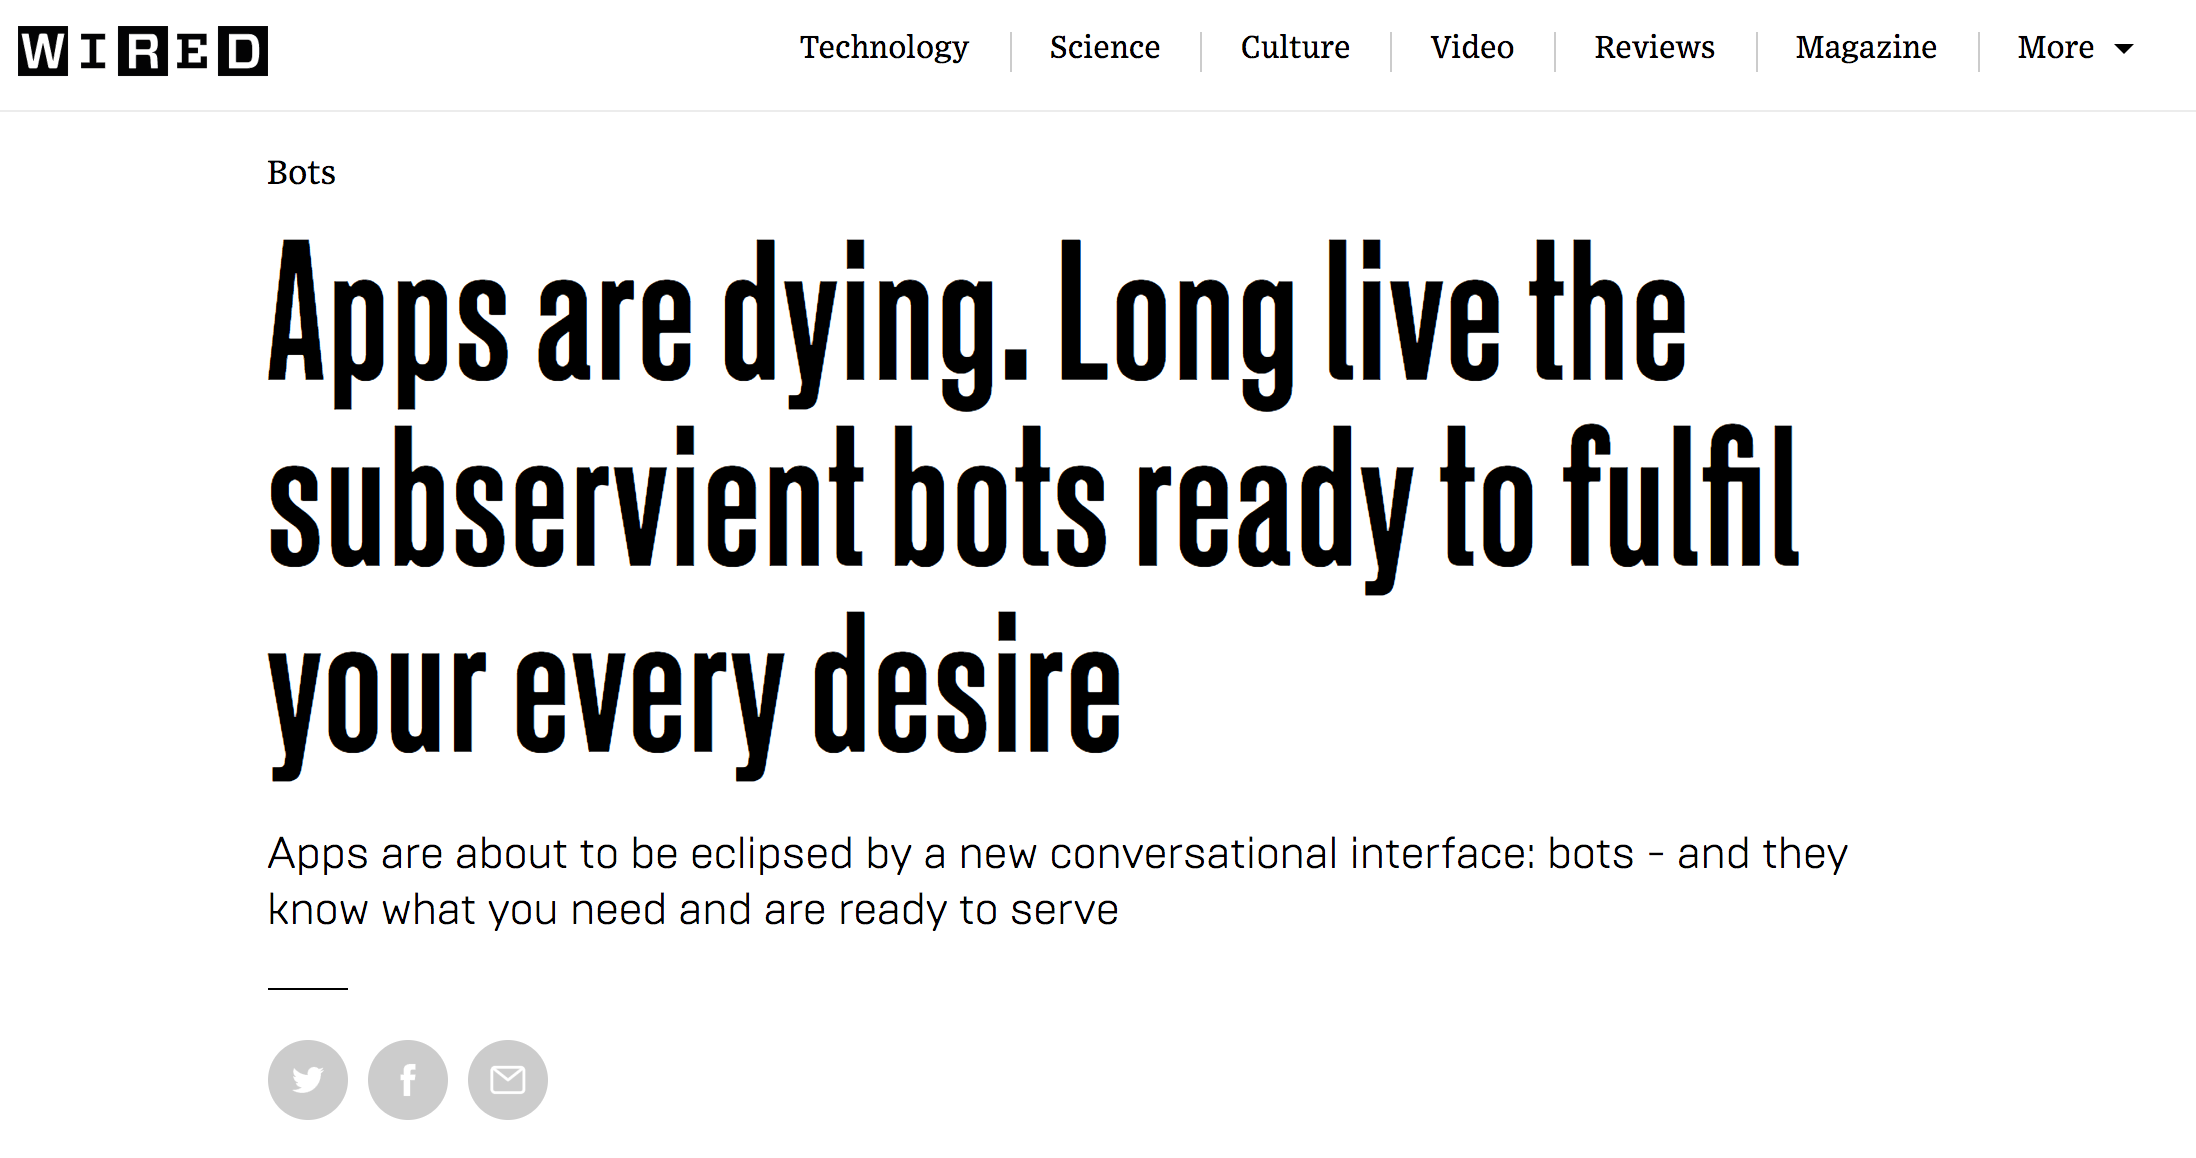 WIRED
Technology Science Culture Video Reviews Magazine More
Bots
Apps are dying. Long live the
subservient bots ready to fulfil
your every desire
Apps are about to be eclipsed by a new conversational interface: bots - and they
know what you need and are ready to serve